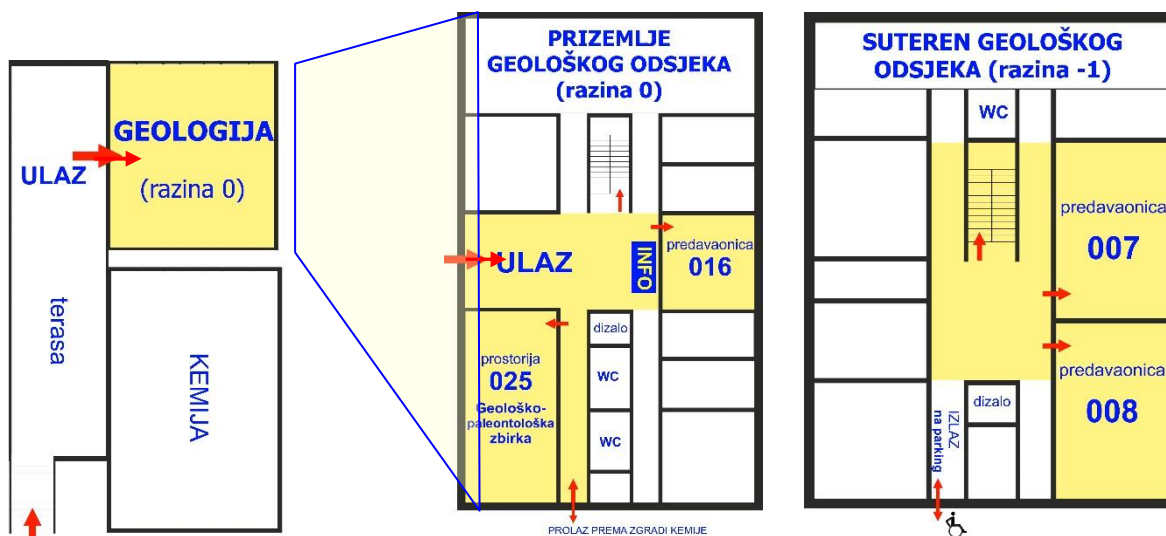 GEOLOGIJA
(razina 0)
ULAZ
terasa
KEMIJA
PRIZEMLJE
GEOLOŠKOG ODSJEKA
(razina 0)
ULAZ
INFO
predavaonica
016
prostorija
025
Geološko-
paleontološka
zbirka
dizalo
WC
WC
PROLAZ PREMA ZGRADI KEMIJE
SUTEREN GEOLOŠKOG
ODSJEKA (razina -1)
WC
predavaonica
007
predavaonica
008
dizalo
IZLAZ
na parking